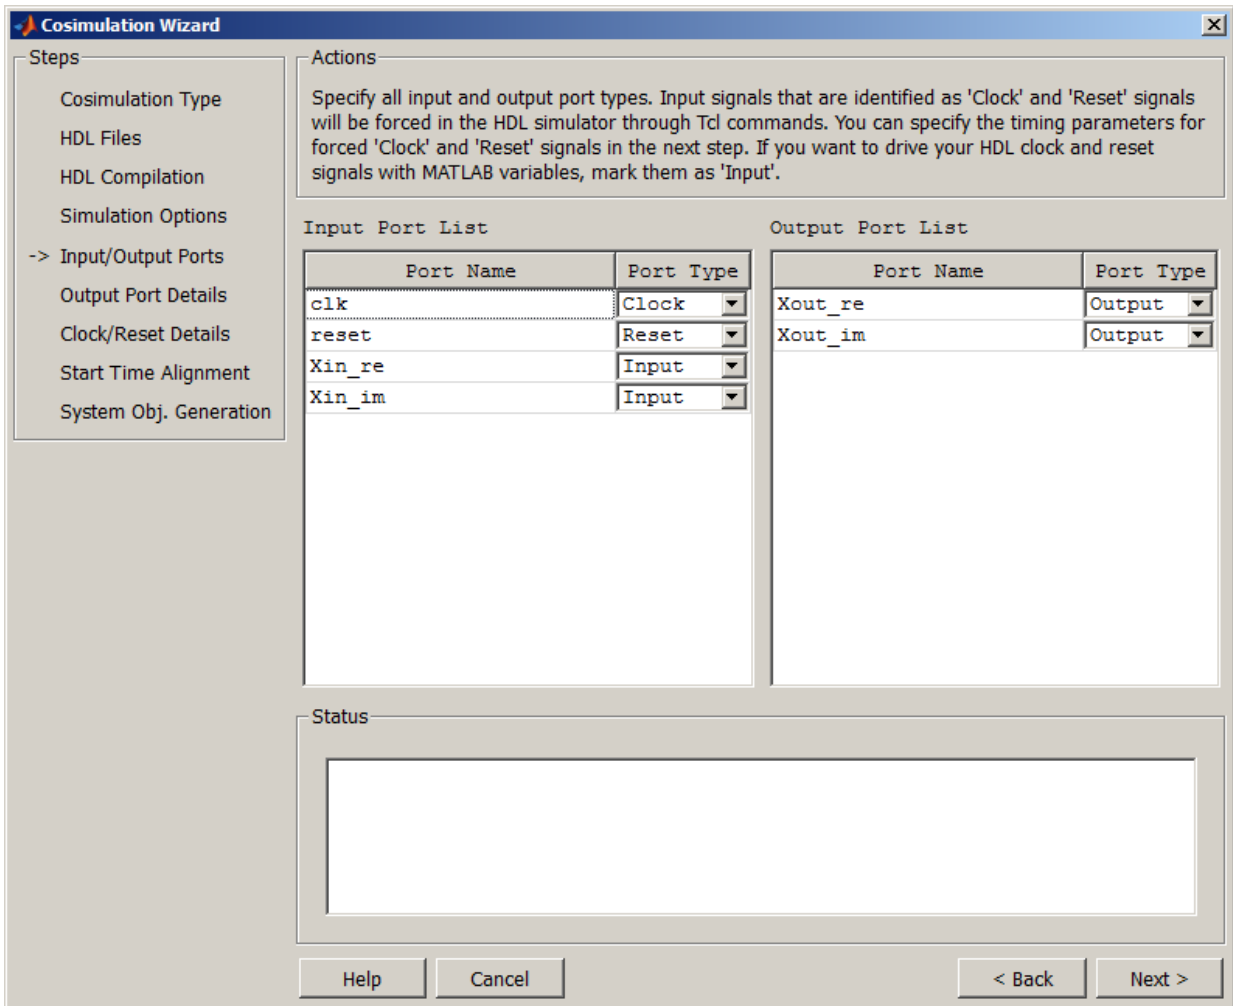 Cosimulation Wizard
Steps
Cosimulation Type
HDL Files
HDL Compilation
Simulation Options
-> Input/Output Ports
Output Port Details
Clock/Reset Details
Start Time Alignment
System Obj. Generation
Actions
Specify all input and output port types. Input signals that are identified as 'Clock' and 'Reset' signals
will be forced in the HDL simulator through Tcl commands. You can specify the timing parameters for
forced 'Clock' and 'Reset' signals in the next step. If you want to drive your HDL clock and reset
signals with MATLAB variables, mark them as 'Input'.
Input Port List
Port Name Port Type
clk Clock
reset Reset
Xin_re Input
Xin_im Input
Output Port List
Port Name Port Type
Xout_re Output
Xout_im Output
Status
Help Cancel < Back Next >